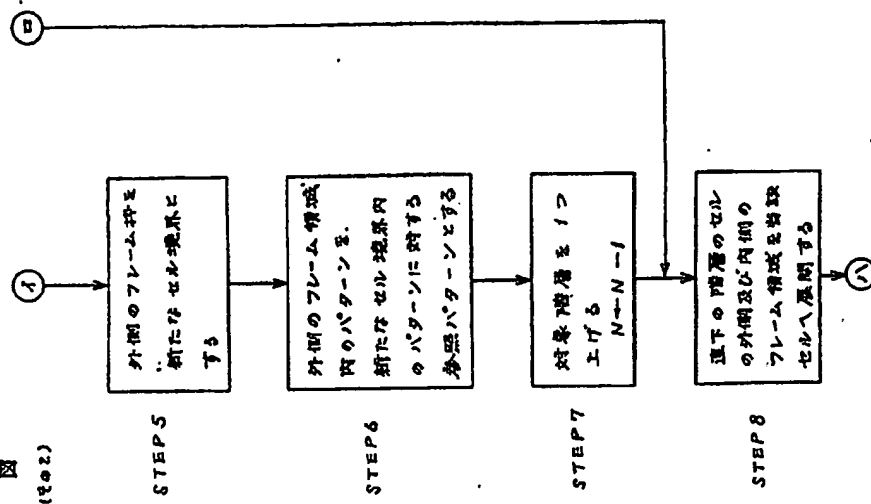 図
(その2)
イ
ロ
STEP5
外側のフレーム枠を
新たなセル境界と
する
STEP6
外側のフレーム領域
内のパターンを、
新たなセル境界内
のパターンに対する
参照パターンとする
STEP7
対象階層を1つ
上げる
N←N-1
STEP8
直下の階層のセル
の外側及び内側の
フレーム領域を当該
セルへ展開する
ハ